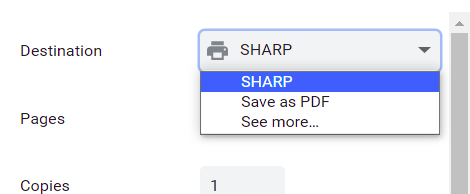 Destination
SHARP
SHARP
Save as PDF
See more...
Pages
Copies
1